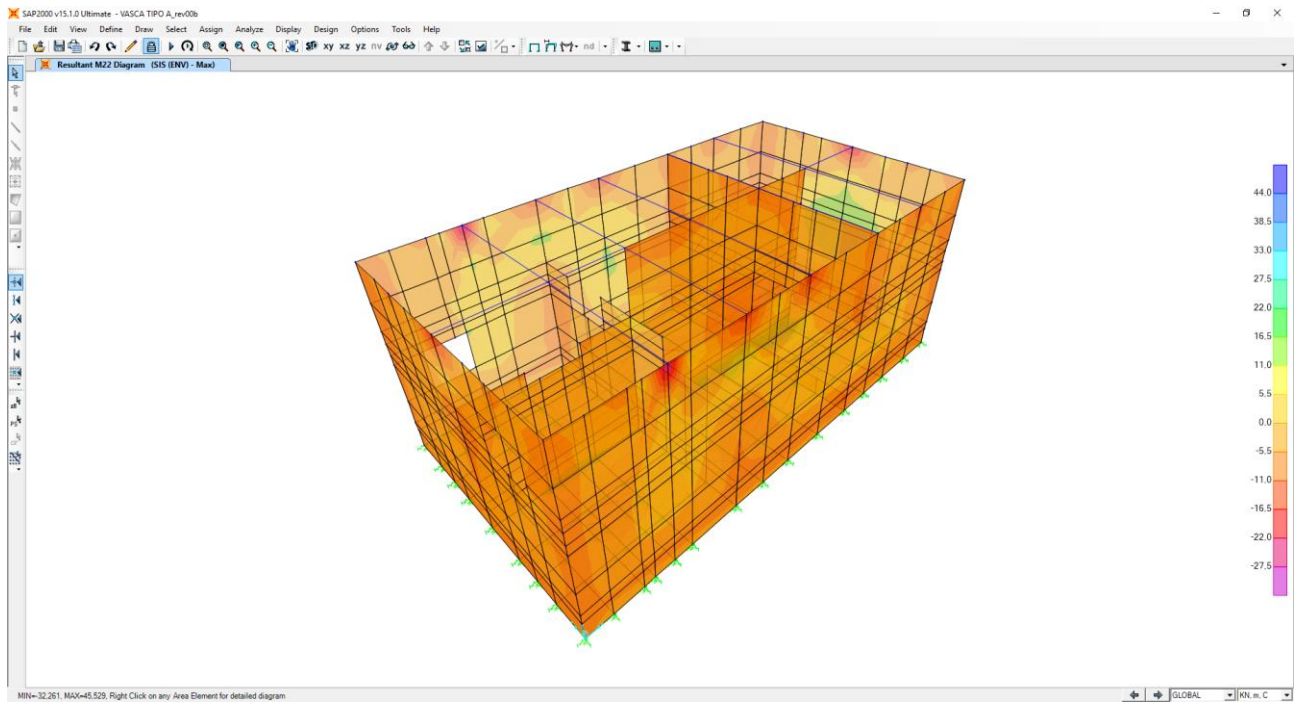 SAP2000 v15.1.0 Ultimate - VASCA TIPO A_rev00b
File Edit View Define Draw Select Assign Analyze Display Design Options Tools Help
xy xz yz nv nd
Resultant M22 Diagram (SIS (ENV) - Max)
44.0
38.5
33.0
27.5
22.0
16.5
11.0
5.5
0.0
-5.5
-11.0
-16.5
-22.0
-27.5
MIN=-32.261, MAX=45.529, Right Click on any Area Element for detailed diagram
GLOBAL
KN, m, C